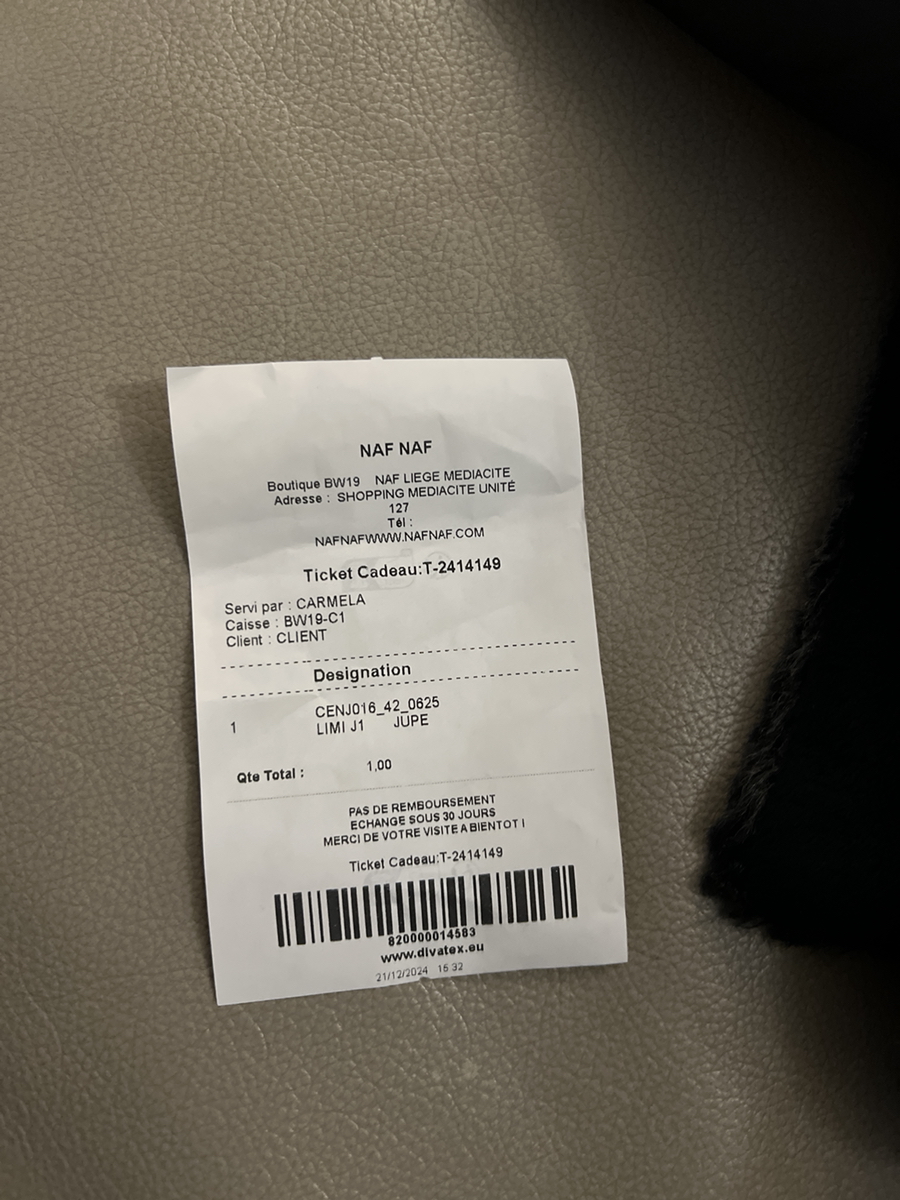 NAF NAF
Boutique BW19 NAF LIEGE MEDIACITE
Adresse : SHOPPING MEDIACITE UNITÉ
127
Tél :
NAFNAFWWW.NAFNAF.COM
Ticket Cadeau:T-2414149
Servi par : CARMELA
Caisse : BW19-C1
Client : CLIENT
Designation
CENJ016_42_0625
1 LIMI J1 JUPE
Qte Total : 1,00
PAS DE REMBOURSEMENT
ECHANGE SOUS 30 JOURS
MERCI DE VOTRE VISITE A BIENTOT !
Ticket Cadeau:T-2414149
820000014583
www.divatex.eu
21/12/2024 16:32